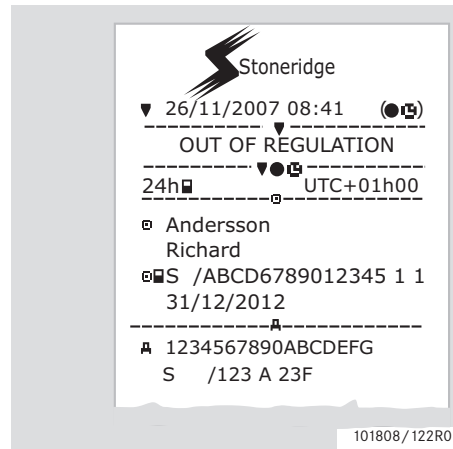 Stoneridge
26/11/2007 08:41 (●)
OUT OF REGULATION
24h UTC+01h00
Andersson
Richard
S /ABCD6789012345 1 1
31/12/2012
1234567890ABCDEFG
S /123 A 23F
101808/122R0